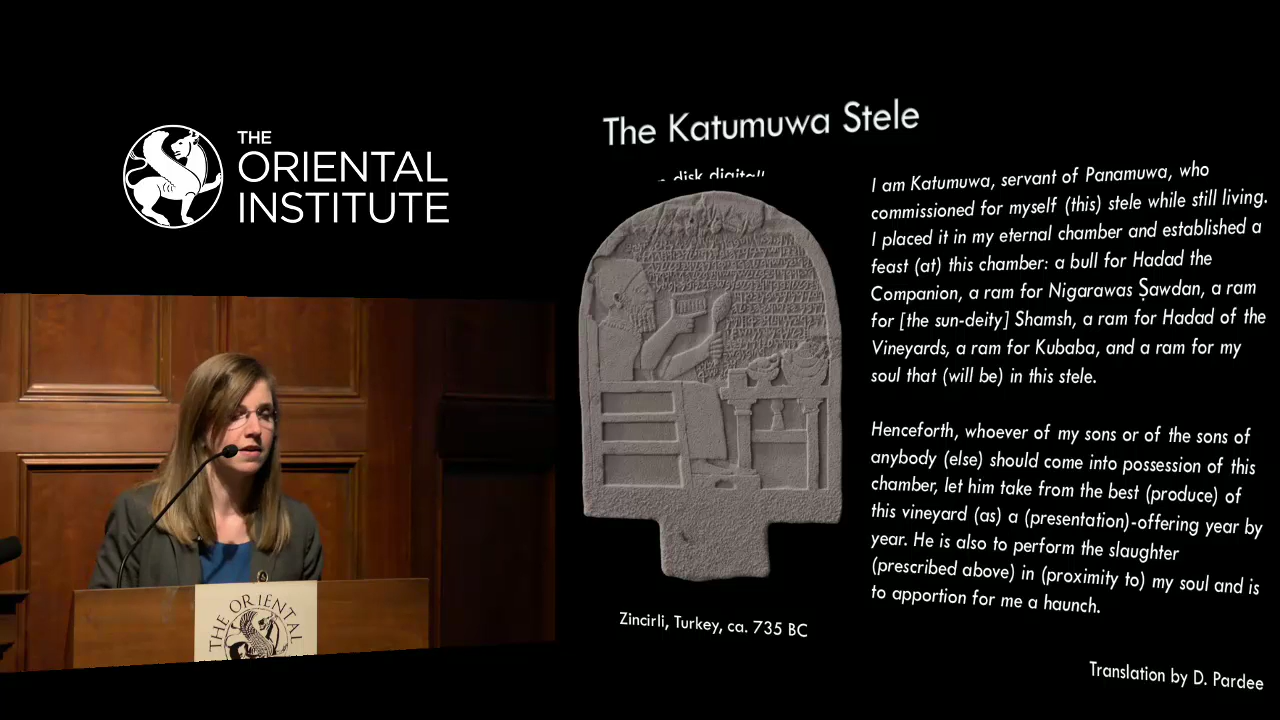 THE
ORIENTAL
INSTITUTE
The Katumuwa Stele
I am Katumuwa, servant of Panamuwa, who
commissioned for myself (this) stele while still living.
I placed it in my eternal chamber and established a
feast (at) this chamber: a bull for Hadad the
Companion, a ram for Nigarawas Ṣawdan, a ram
for [the sun-deity] Shamsh, a ram for Hadad of the
Vineyards, a ram for Kubaba, and a ram for my
soul that (will be) in this stele.
Henceforth, whoever of my sons or of the sons of
anybody (else) should come into possession of this
chamber, let him take from the best (produce) of
this vineyard (as) a (presentation)-offering year by
year. He is also to perform the slaughter
(prescribed above) in (proximity to) my soul and is
to apportion for me a haunch.
Zincirli, Turkey, ca. 735 BC
Translation by D. Pardee
THE ORIENTAL